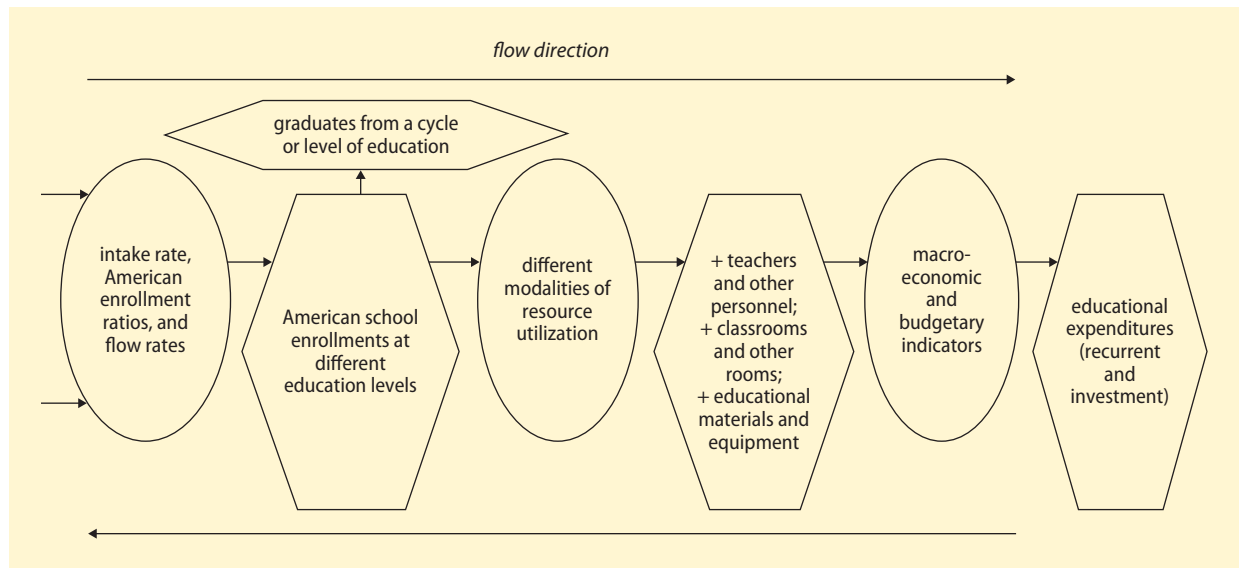 flow direction
graduates from a cycle
or level of education
intake rate,
American
enrollment
ratios, and
flow rates
American school
enrollments at
different
education levels
different
modalities of
resource
utilization
+ teachers
and other
personnel;
+ classrooms
and other
rooms;
+ educational
materials and
equipment
macro-
economic
and
budgetary
indicators
educational
expenditures
(recurrent
and
investment)